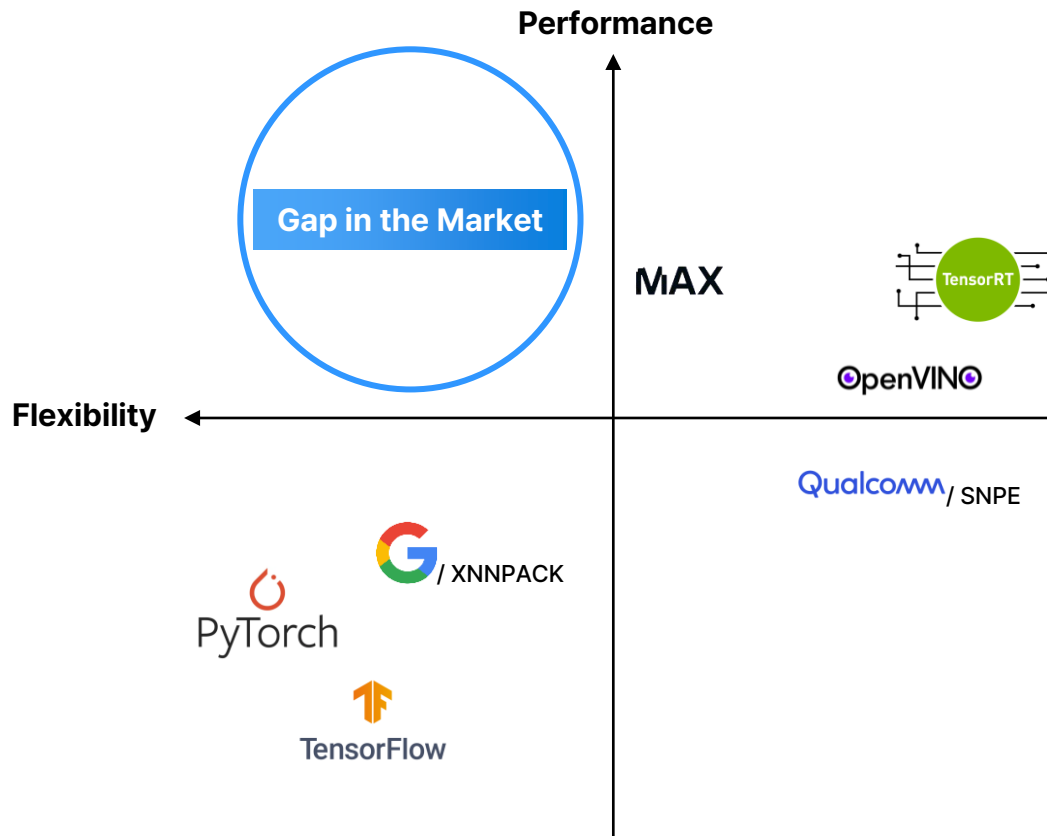 Performance
Gap in the Market
MAX
TensorRT
OpenVINO
Flexibility
Qualcomm / SNPE
G / XNNPACK
PyTorch
TensorFlow